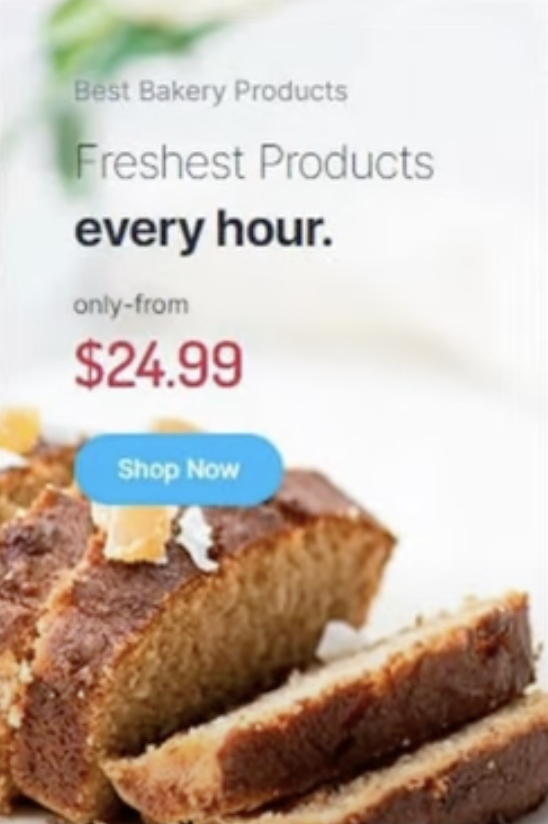 Best Bakery Products
Freshest Products
every hour.
only-from
$24.99
Shop Now